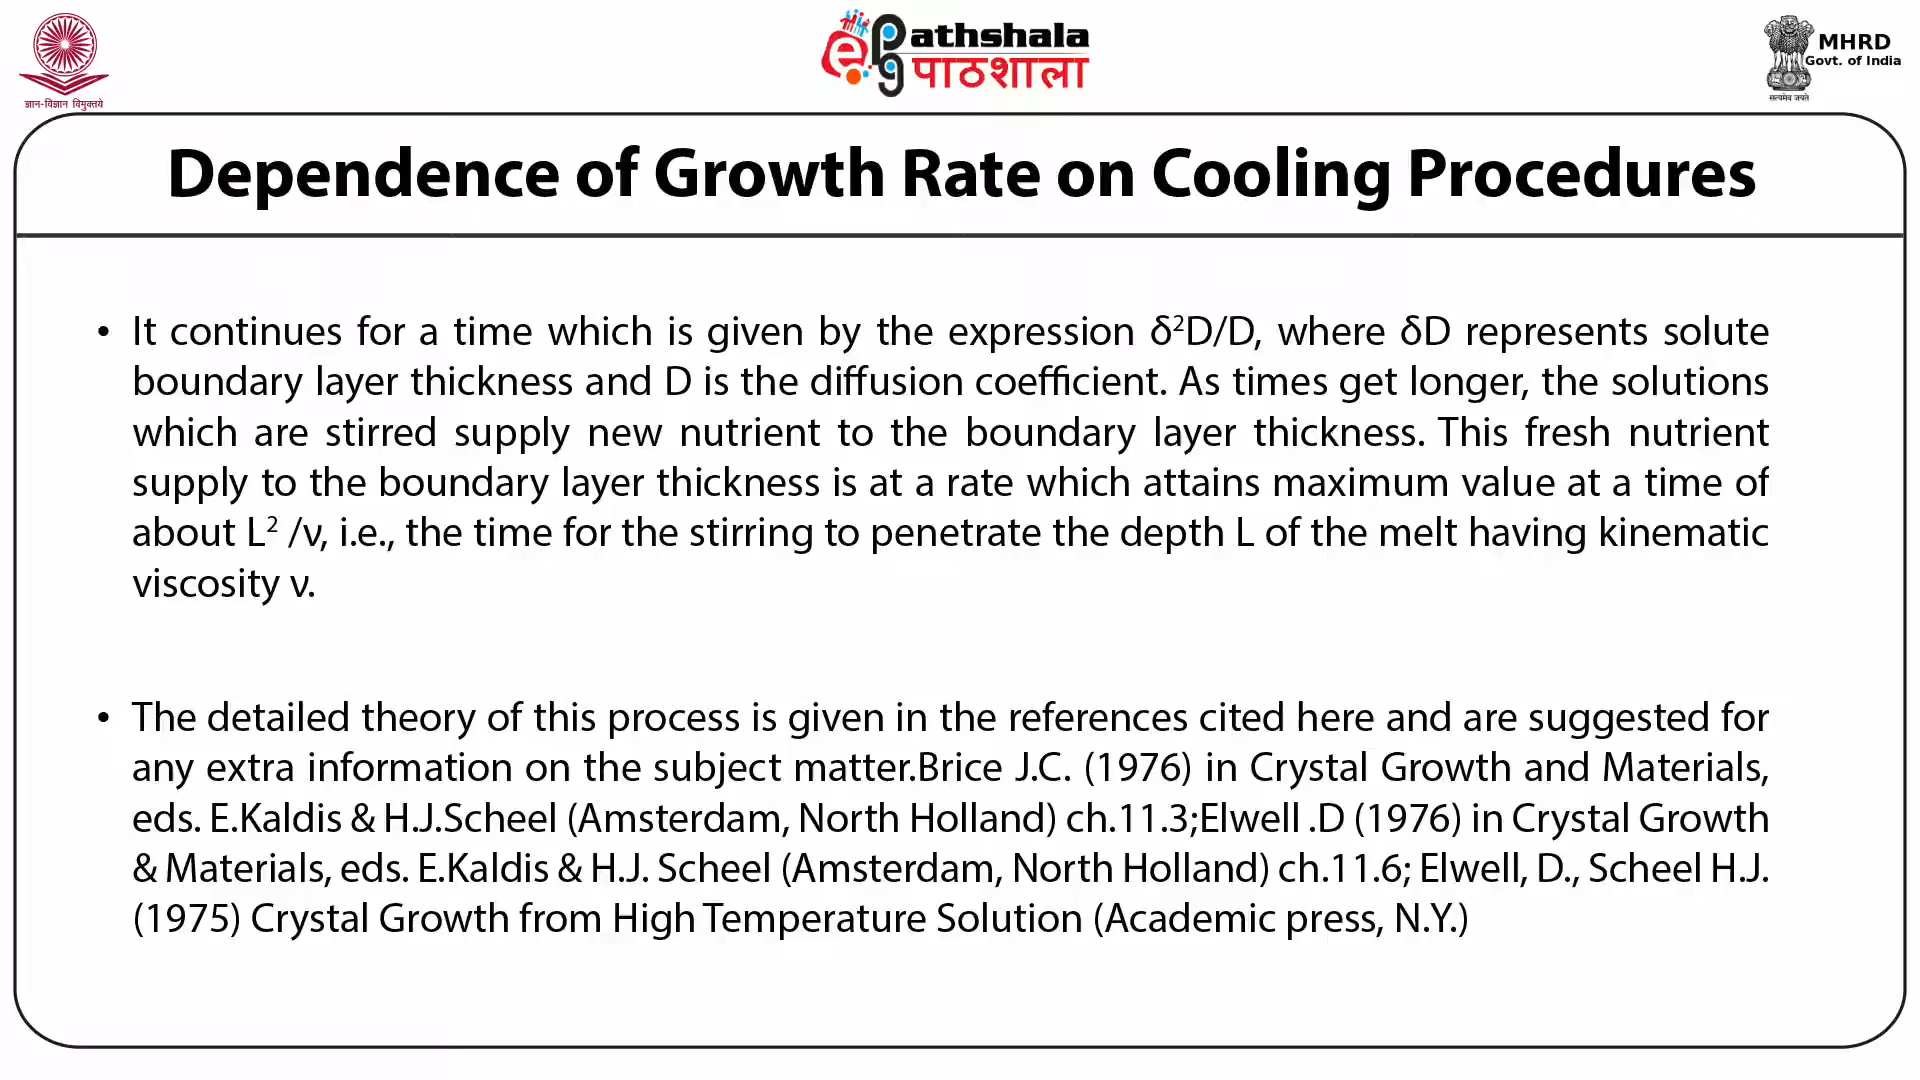 ज्ञान-विज्ञान विमुक्तये
ePathshala
पाठशाला
MHRD
Govt. of India
सत्यमेव जयते
Dependence of Growth Rate on Cooling Procedures
• It continues for a time which is given by the expression δ²D/D, where δD represents solute
boundary layer thickness and D is the diffusion coefficient. As times get longer, the solutions
which are stirred supply new nutrient to the boundary layer thickness. This fresh nutrient
supply to the boundary layer thickness is at a rate which attains maximum value at a time of
about L² /ν, i.e., the time for the stirring to penetrate the depth L of the melt having kinematic
viscosity ν.
• The detailed theory of this process is given in the references cited here and are suggested for
any extra information on the subject matter.Brice J.C. (1976) in Crystal Growth and Materials,
eds. E.Kaldis & H.J.Scheel (Amsterdam, North Holland) ch.11.3;Elwell .D (1976) in Crystal Growth
& Materials, eds. E.Kaldis & H.J. Scheel (Amsterdam, North Holland) ch.11.6; Elwell, D., Scheel H.J.
(1975) Crystal Growth from High Temperature Solution (Academic press, N.Y.)